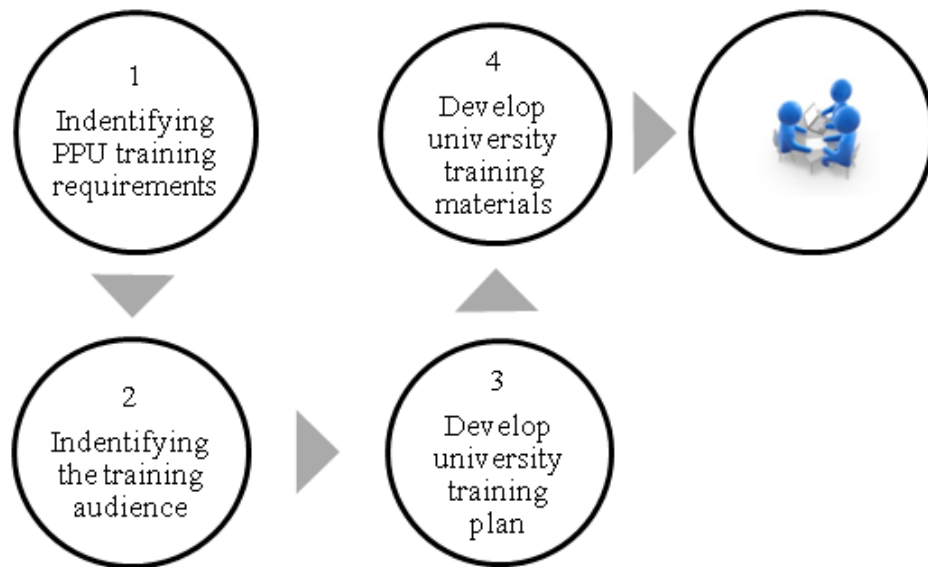 1
Indentifying
PPU training
requirements
2
Indentifying
the training
audience
3
Develop
university
training
plan
4
Develop
university
training
materials